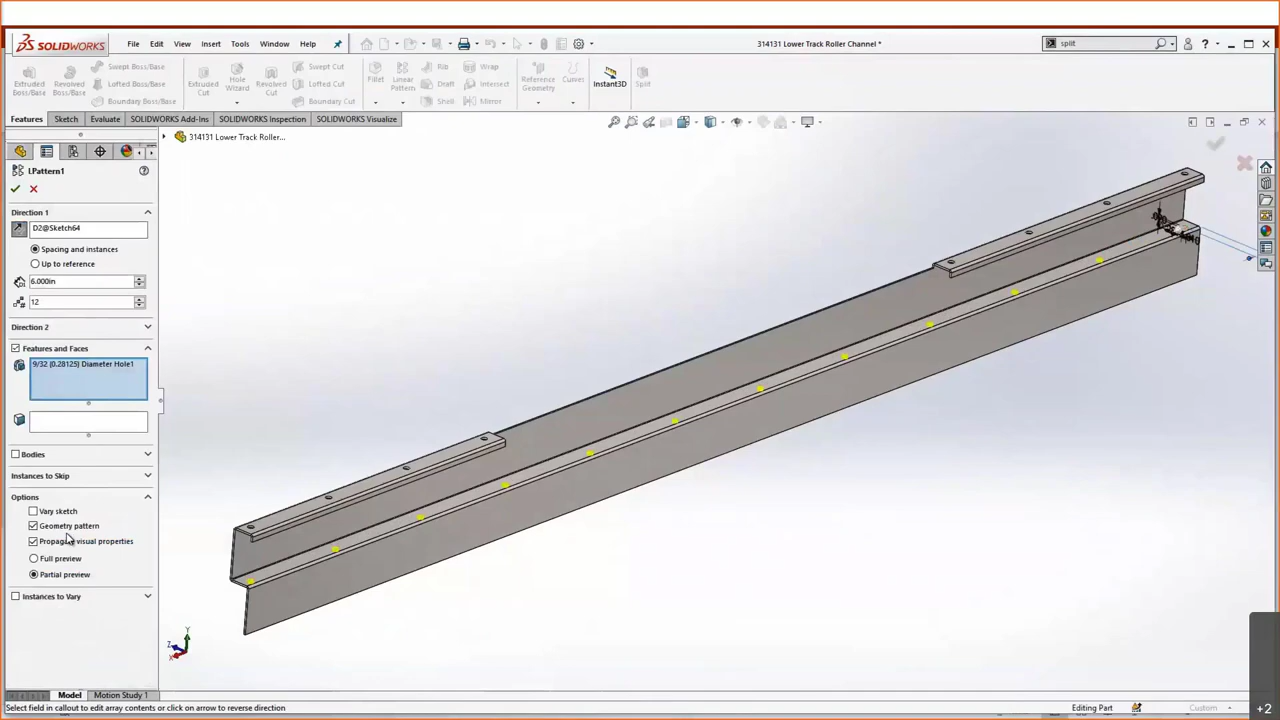 SOLIDWORKS
File Edit View Insert Tools Window Help
314131 Lower Track Roller Channel *
split
Extruded Boss/Base
Revolved Boss/Base
Swept Boss/Base
Lofted Boss/Base
Boundary Boss/Base
Extruded Cut
Hole Wizard
Revolved Cut
Swept Cut
Lofted Cut
Boundary Cut
Fillet
Linear Pattern
Rib
Draft
Shell
Wrap
Intersect
Mirror
Reference Geometry
Curves
Instant3D
Split
Features Sketch Evaluate SOLIDWORKS Add-Ins SOLIDWORKS Inspection SOLIDWORKS Visualize
314131 Lower Track Roller...
LPattern1
Direction 1
D2@Sketch64
Spacing and instances
Up to reference
6.000in
12
Direction 2
Features and Faces
9/32 (0.28125) Diameter Hole1
Bodies
Instances to Skip
Options
Vary sketch
Geometry pattern
Propagate visual properties
Full preview
Partial preview
Instances to Vary
Y
Z
X
Model Motion Study 1
Select field in callout to edit array contents or click on arrow to reverse direction
Editing Part
Custom
+2